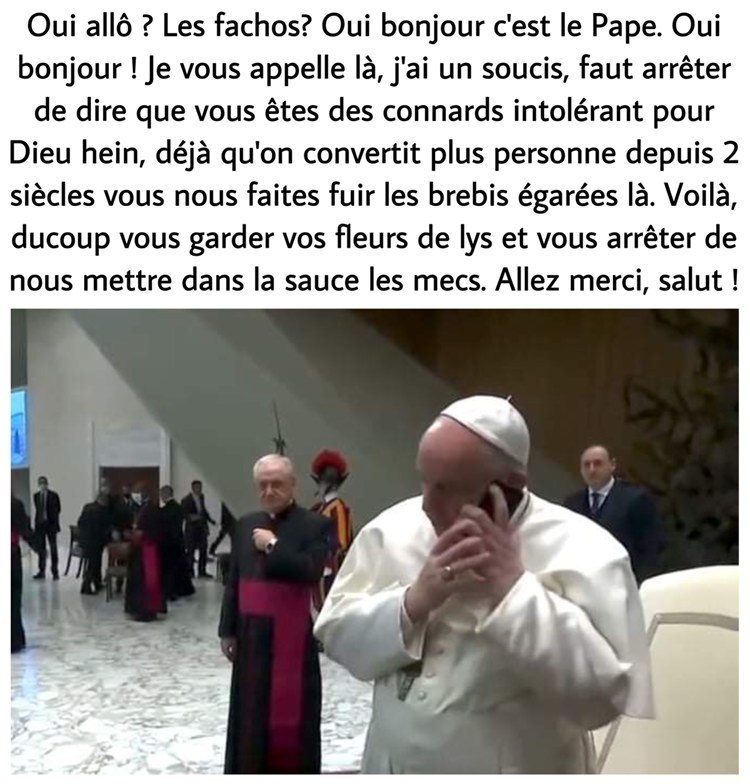 Oui allô ? Les fachos? Oui bonjour c'est le Pape. Oui
bonjour ! Je vous appelle là, j'ai un soucis, faut arrêter
de dire que vous êtes des connards intolérant pour
Dieu hein, déjà qu'on convertit plus personne depuis 2
siècles vous nous faites fuir les brebis égarées là. Voilà,
ducoup vous garder vos fleurs de lys et vous arrêter de
nous mettre dans la sauce les mecs. Allez merci, salut !